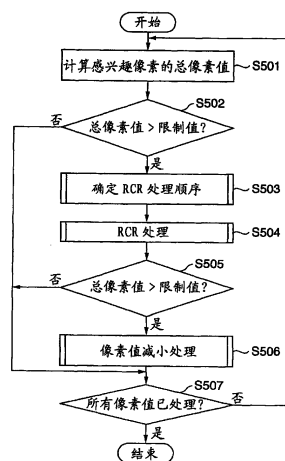 开始
计算感兴趣像素的总像素值
S501
S502
总像素值>限制值?
否
是
确定 RCR 处理顺序
S503
RCR 处理
S504
S505
总像素值>限制值?
否
是
像素值减小处理
S506
S507
所有像素值已处理?
否
是
结束